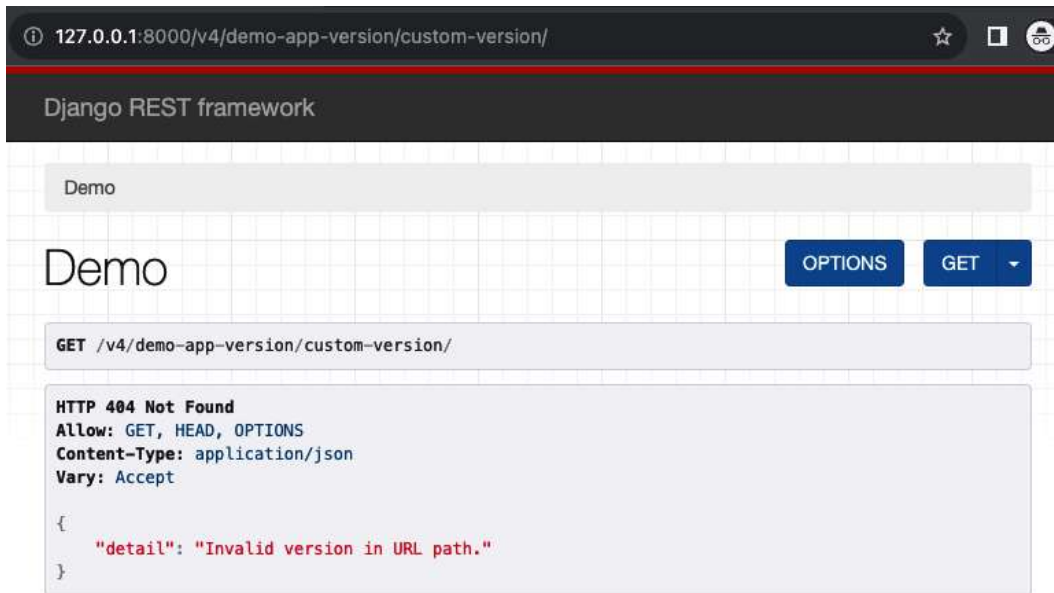 127.0.0.1:8000/v4/demo-app-version/custom-version/
Django REST framework
Demo
Demo
OPTIONS
GET
GET /v4/demo-app-version/custom-version/
HTTP 404 Not Found
Allow: GET, HEAD, OPTIONS
Content-Type: application/json
Vary: Accept
{
"detail": "Invalid version in URL path."
}